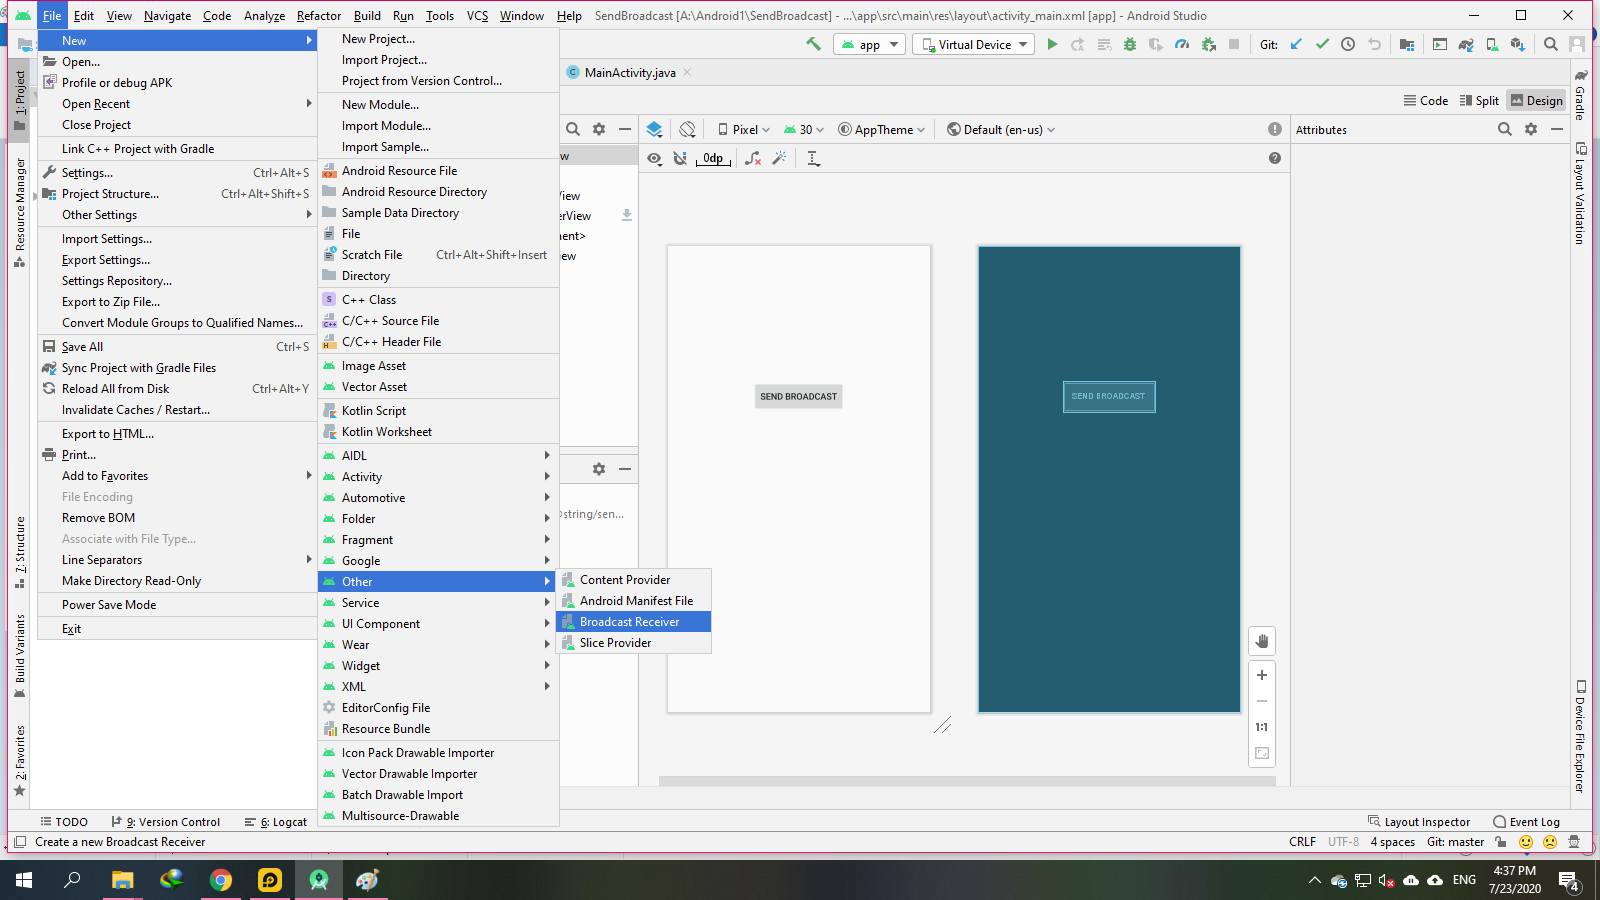 File Edit View Navigate Code Analyze Refactor Build Run Tools VCS Window Help SendBroadcast [A:\Android1\SendBroadcast] - ...\app\src\main\res\layout\activity_main.xml [app] - Android Studio
app
Virtual Device
Git:
MainActivity.java
Code Split Design
New
Open...
Profile or debug APK
Open Recent
Close Project
Link C++ Project with Gradle
Settings... Ctrl+Alt+S
Project Structure... Ctrl+Alt+Shift+S
Other Settings
Import Settings...
Export Settings...
Settings Repository...
Export to Zip File...
Convert Module Groups to Qualified Names...
Save All Ctrl+S
Sync Project with Gradle Files
Reload All from Disk Ctrl+Alt+Y
Invalidate Caches / Restart...
Export to HTML...
Print...
Add to Favorites
File Encoding
Remove BOM
Associate with File Type...
Line Separators
Make Directory Read-Only
Power Save Mode
Exit
New Project...
Import Project...
Project from Version Control...
New Module...
Import Module...
Import Sample...
Android Resource File
Android Resource Directory
Sample Data Directory
File
Scratch File Ctrl+Alt+Shift+Insert
Directory
C++ Class
C/C++ Source File
C/C++ Header File
Image Asset
Vector Asset
Kotlin Script
Kotlin Worksheet
AIDL
Activity
Automotive
Folder
Fragment
Google
Other
Service
UI Component
Wear
Widget
XML
EditorConfig File
Resource Bundle
Icon Pack Drawable Importer
Vector Drawable Importer
Batch Drawable Import
Multisource-Drawable
Content Provider
Android Manifest File
Broadcast Receiver
Slice Provider
w
iew
erView
nent>
iew
string/sen...
Pixel 30 AppTheme Default (en-us)
0dp
SEND BROADCAST
SEND BROADCAST
1:1
Attributes
1: Project
Resource Manager
7: Structure
Build Variants
2: Favorites
Gradle
Layout Validation
Device File Explorer
TODO 9: Version Control 6: Logcat Layout Inspector Event Log
Create a new Broadcast Receiver CRLF UTF-8 4 spaces Git: master
ENG
4:37 PM
7/23/2020
4